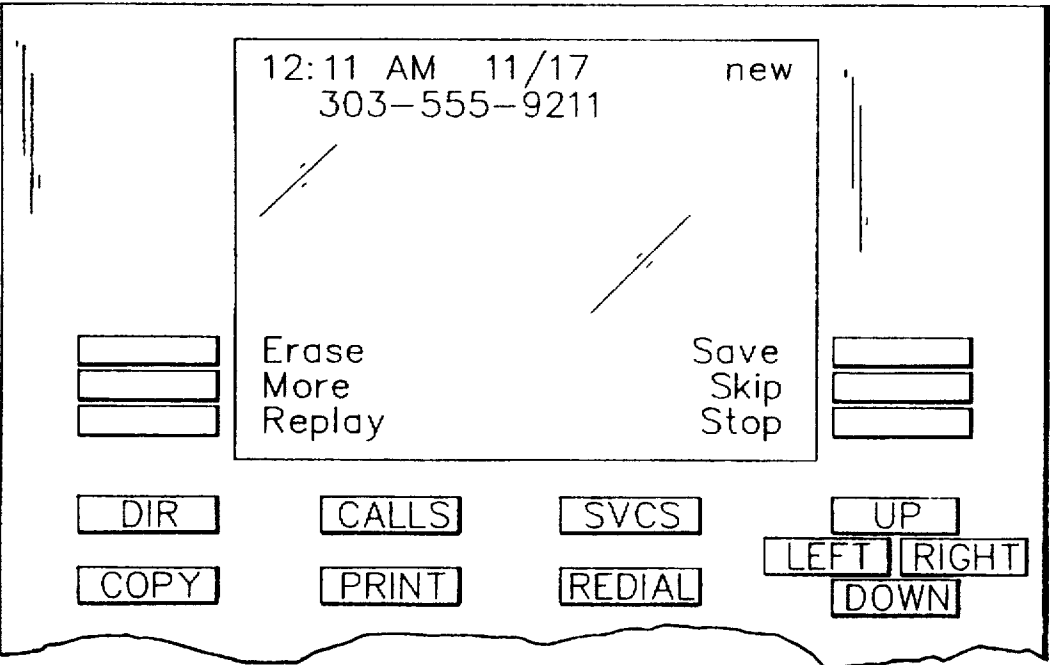 12:11 AM 11/17 new
303-555-9211
Erase Save
More Skip
Replay Stop
DIR CALLS SVCS UP
LEFT RIGHT
COPY PRINT REDIAL DOWN